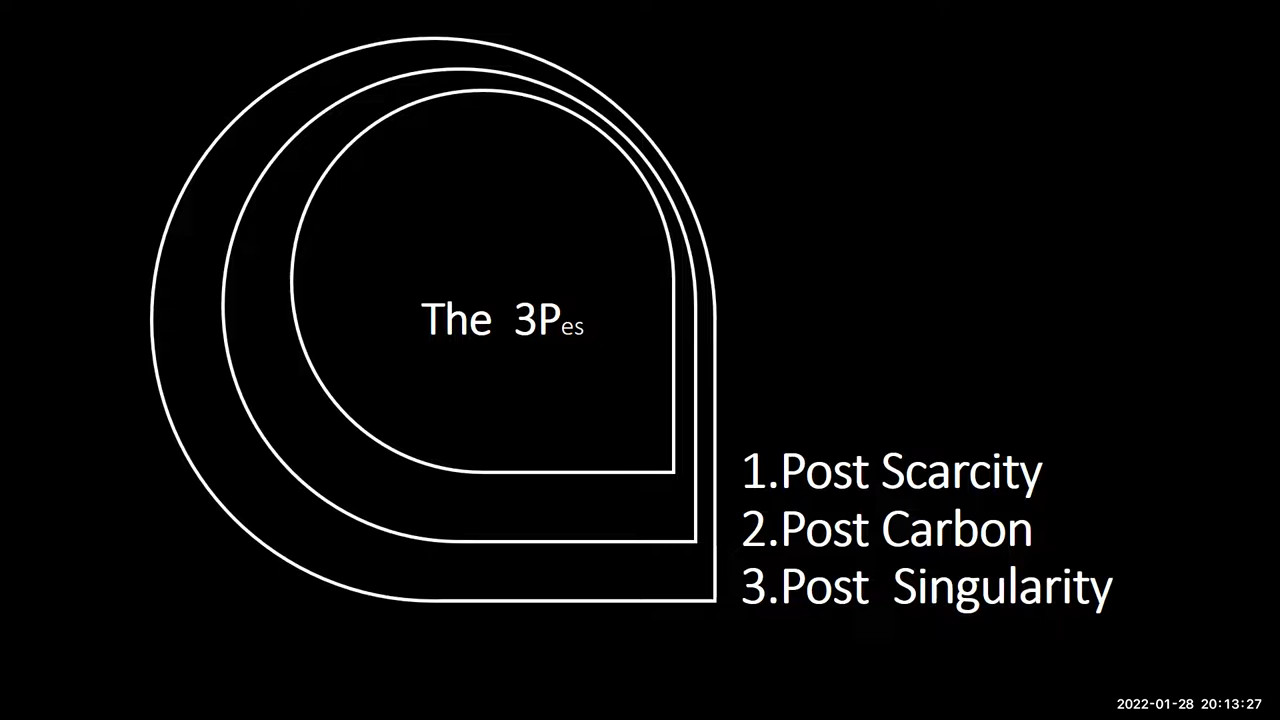 The 3Pes
1.Post Scarcity
2.Post Carbon
3.Post Singularity
2022-01-28 20:13:27